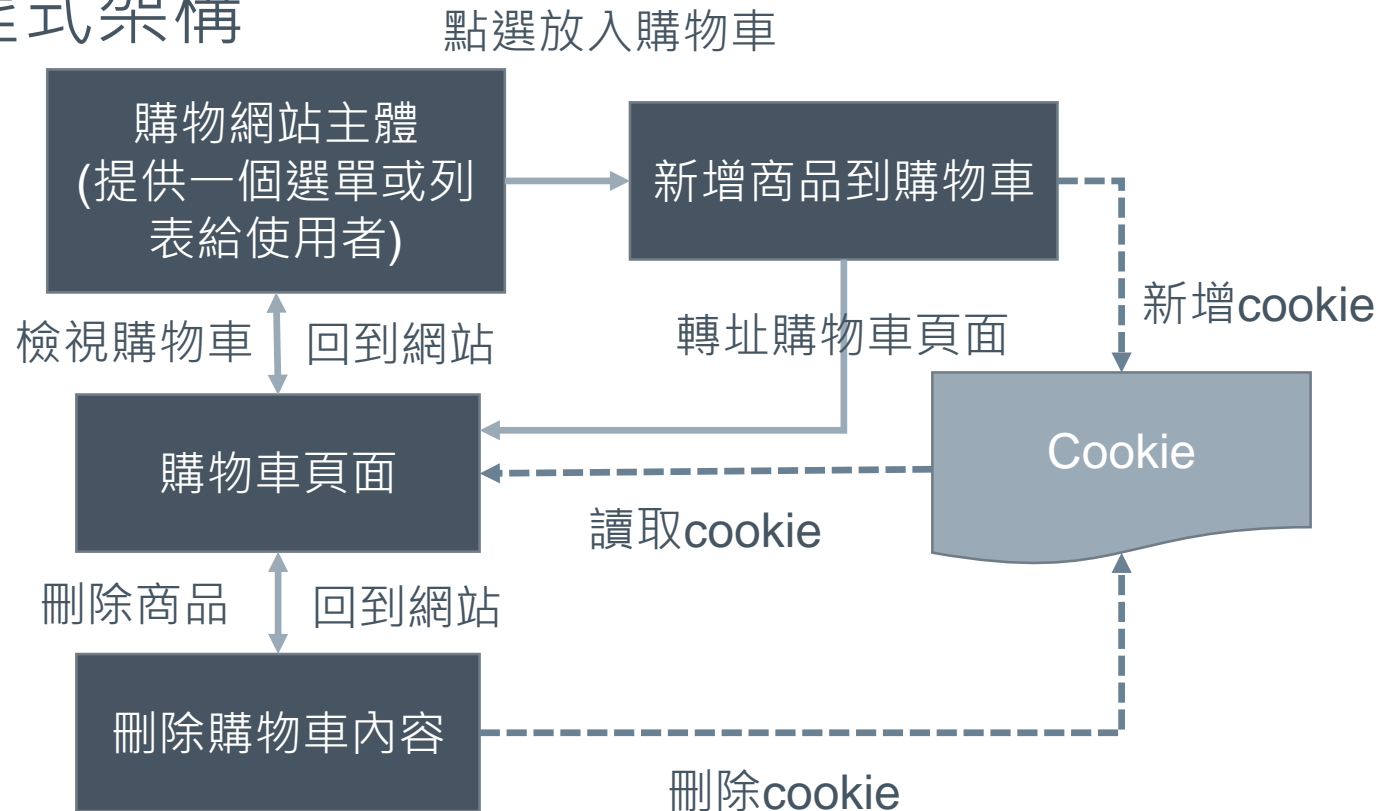 式架構
點選放入購物車
購物網站主體
(提供一個選單或列
表給使用者)
新增商品到購物車
新增cookie
檢視購物車
回到網站
轉址購物車頁面
Cookie
購物車頁面
讀取cookie
刪除商品
回到網站
刪除購物車內容
刪除cookie